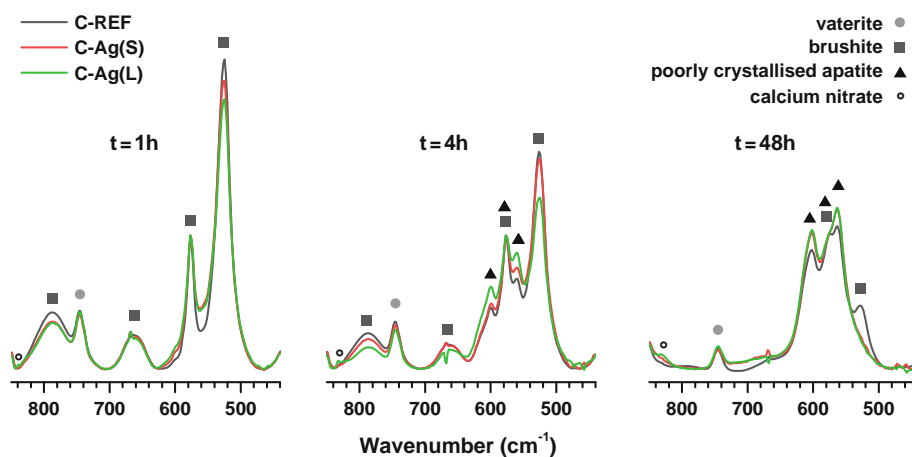 C-REF
C-Ag(S)
C-Ag(L)
vaterite
brushite
poorly crystallised apatite
calcium nitrate
t = 1h
t = 4h
t = 48h
800 700 600 500 800 700 600 500 800 700 600 500
Wavenumber (cm⁻¹)